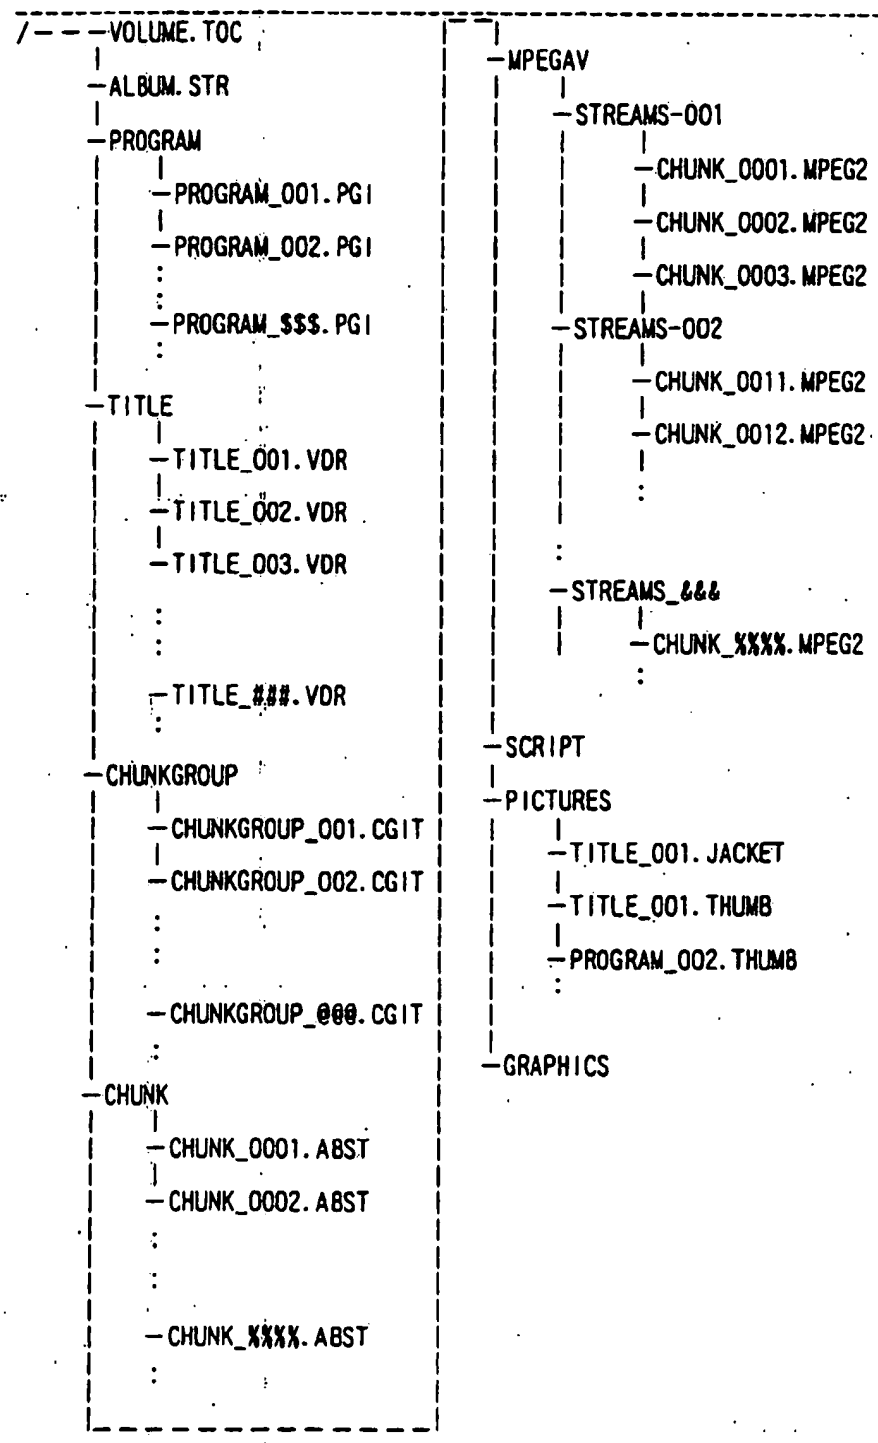 /---VOLUME.TOC
ALBUM.STR
PROGRAM
PROGRAM_001.PGI
PROGRAM_002.PGI
PROGRAM_$$$.PGI
TITLE
TITLE_001.VDR
TITLE_002.VDR
TITLE_003.VDR
TITLE_###.VDR
CHUNKGROUP
CHUNKGROUP_001.CGIT
CHUNKGROUP_002.CGIT
CHUNKGROUP_@@@.CGIT
CHUNK
CHUNK_0001.ABST
CHUNK_0002.ABST
CHUNK_%%%%.ABST
MPEGAV
STREAMS-001
CHUNK_0001.MPEG2
CHUNK_0002.MPEG2
CHUNK_0003.MPEG2
STREAMS-002
CHUNK_0011.MPEG2
CHUNK_0012.MPEG2
STREAMS_&&&
CHUNK_%%%%.MPEG2
SCRIPT
PICTURES
TITLE_001.JACKET
TITLE_001.THUMB
PROGRAM_002.THUMB
GRAPHICS